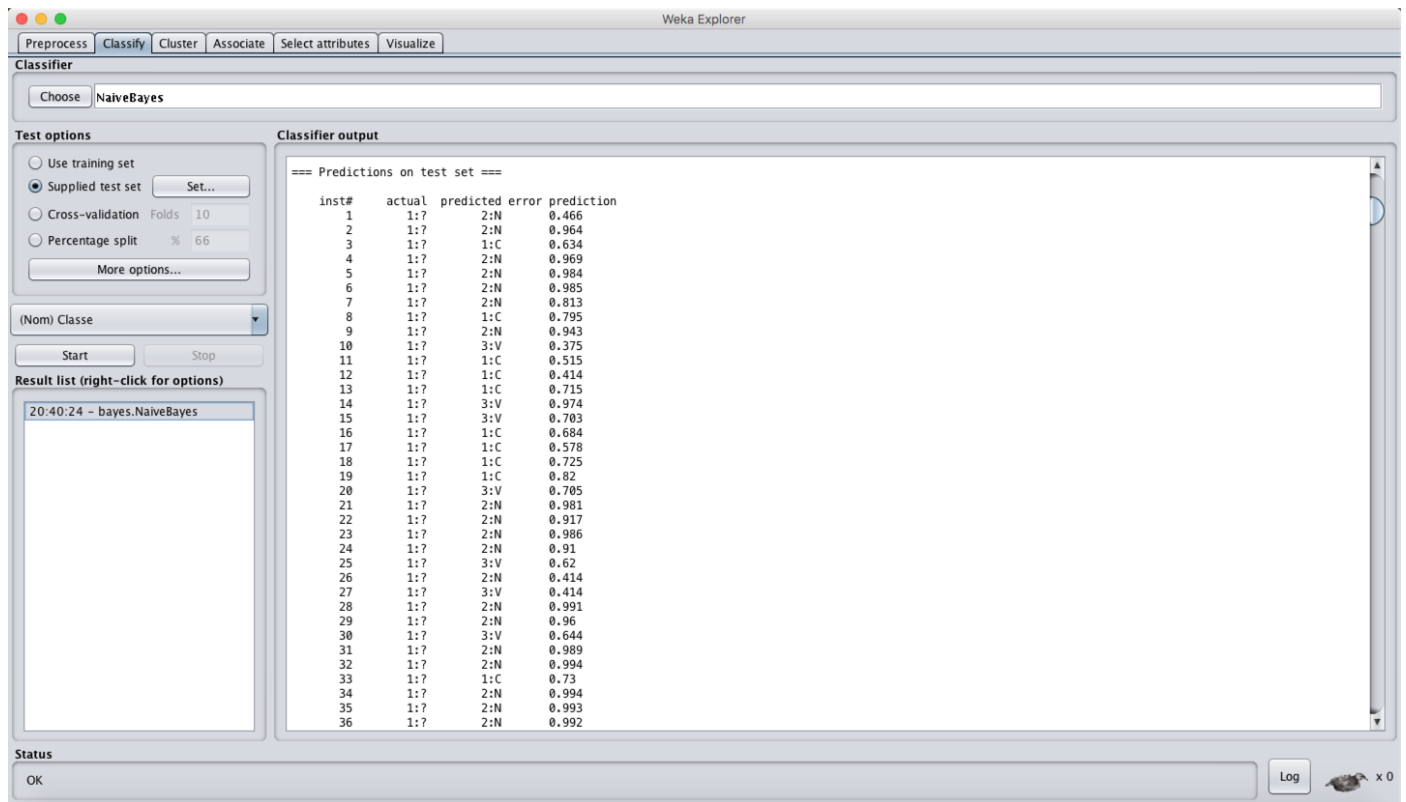 Weka Explorer
Preprocess Classify Cluster Associate Select attributes Visualize
Classifier
Choose NaiveBayes
Test options
Use training set
Supplied test set Set...
Cross-validation Folds 10
Percentage split % 66
More options...
(Nom) Classe
Start Stop
Result list (right-click for options)
20:40:24 - bayes.NaiveBayes
Classifier output
=== Predictions on test set ===
inst# actual predicted error prediction
1 1:? 2:N 0.466
2 1:? 2:N 0.964
3 1:? 1:C 0.634
4 1:? 2:N 0.969
5 1:? 2:N 0.984
6 1:? 2:N 0.985
7 1:? 2:N 0.813
8 1:? 1:C 0.795
9 1:? 2:N 0.943
10 1:? 3:V 0.375
11 1:? 1:C 0.515
12 1:? 1:C 0.414
13 1:? 1:C 0.715
14 1:? 3:V 0.974
15 1:? 3:V 0.703
16 1:? 1:C 0.684
17 1:? 1:C 0.578
18 1:? 1:C 0.725
19 1:? 1:C 0.82
20 1:? 3:V 0.705
21 1:? 2:N 0.981
22 1:? 2:N 0.917
23 1:? 2:N 0.986
24 1:? 2:N 0.91
25 1:? 3:V 0.62
26 1:? 2:N 0.414
27 1:? 3:V 0.414
28 1:? 2:N 0.991
29 1:? 2:N 0.96
30 1:? 3:V 0.644
31 1:? 2:N 0.989
32 1:? 2:N 0.994
33 1:? 1:C 0.73
34 1:? 2:N 0.994
35 1:? 2:N 0.993
36 1:? 2:N 0.992
Status
OK
Log x 0